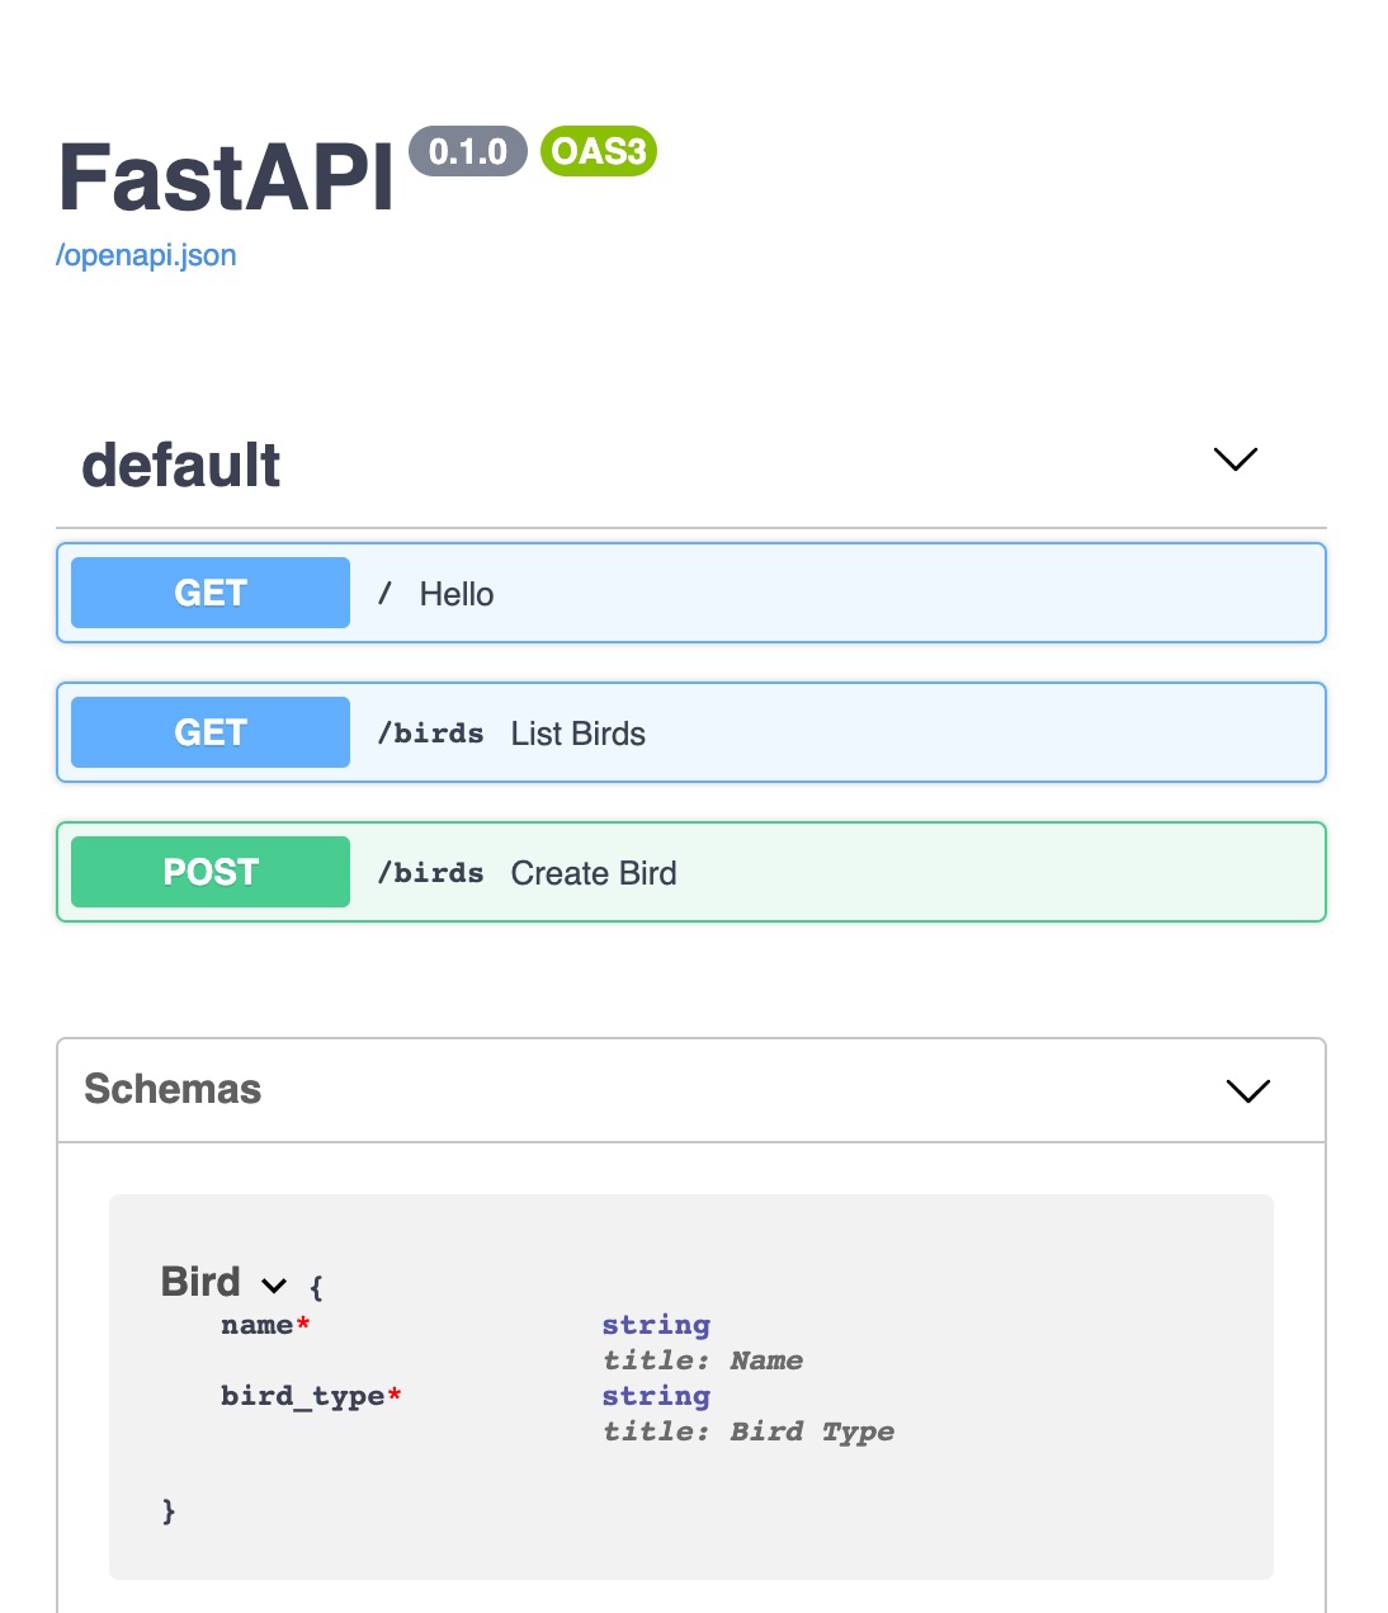 FastAPI 0.1.0 OAS3
/openapi.json
default
GET / Hello
GET /birds List Birds
POST /birds Create Bird
Schemas
Bird {
name* string
title: Name
bird_type* string
title: Bird Type
}